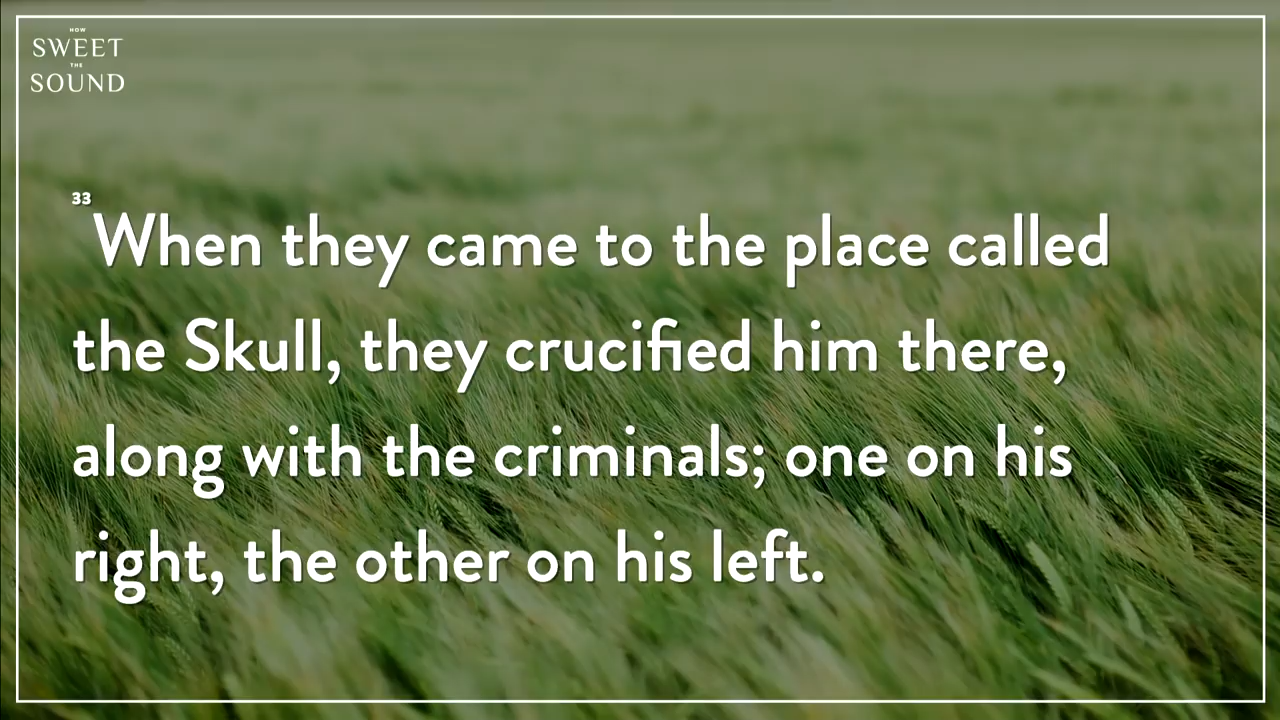 HOW
SWEET
THE
SOUND
33
When they came to the place called
the Skull, they crucified him there,
along with the criminals; one on his
right, the other on his left.